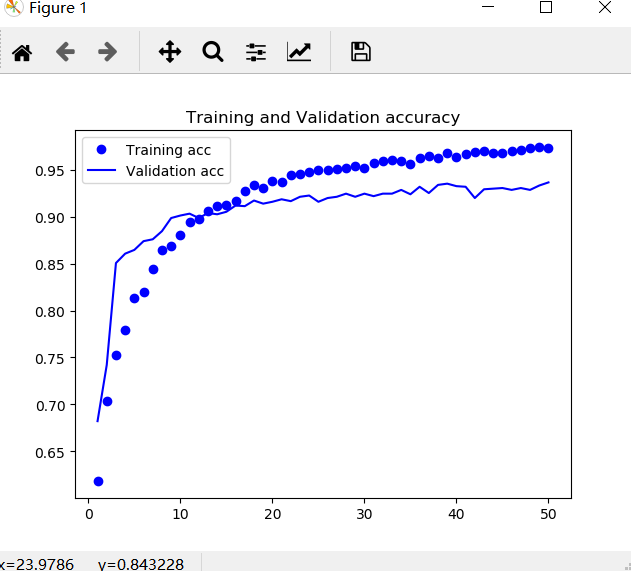 Figure 1
Training and Validation accuracy
Training acc
Validation acc
0.95
0.90
0.85
0.80
0.75
0.70
0.65
0 10 20 30 40 50
x=23.9786 y=0.843228